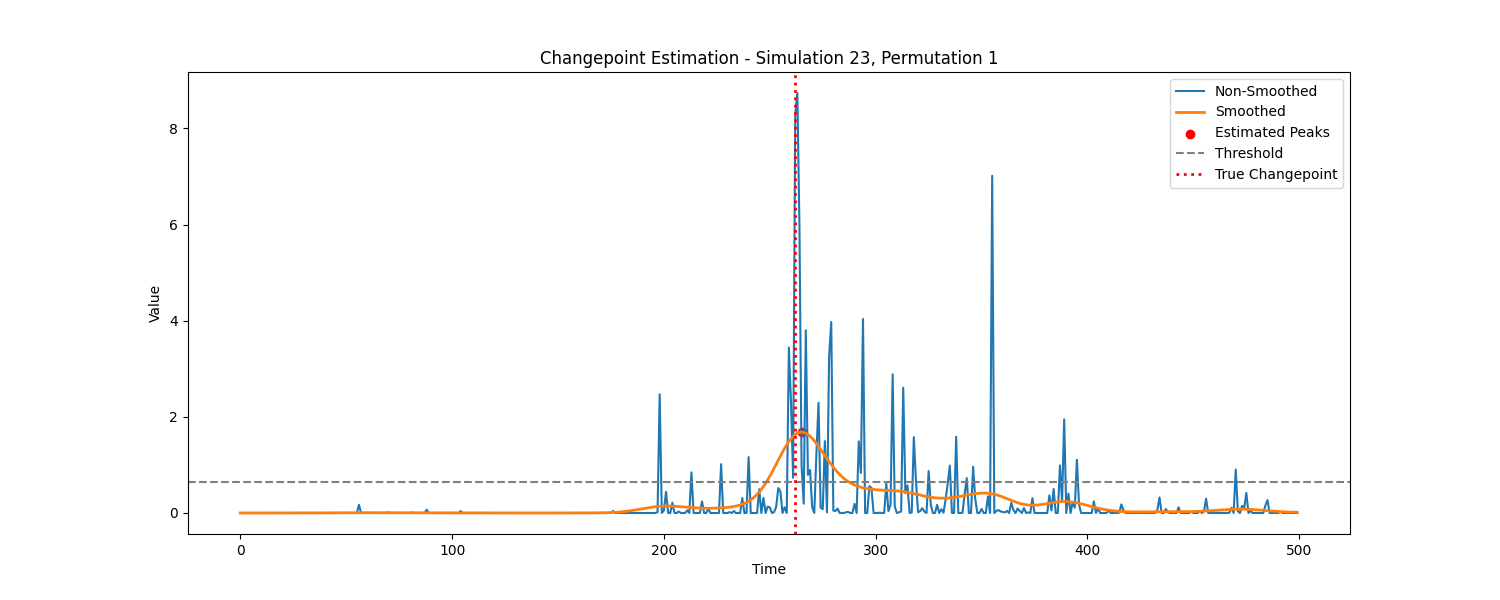 Changepoint Estimation - Simulation 23, Permutation 1
Non-Smoothed
Smoothed
Estimated Peaks
Threshold
True Changepoint
Value
8
6
4
2
0
0 100 200 300 400 500
Time